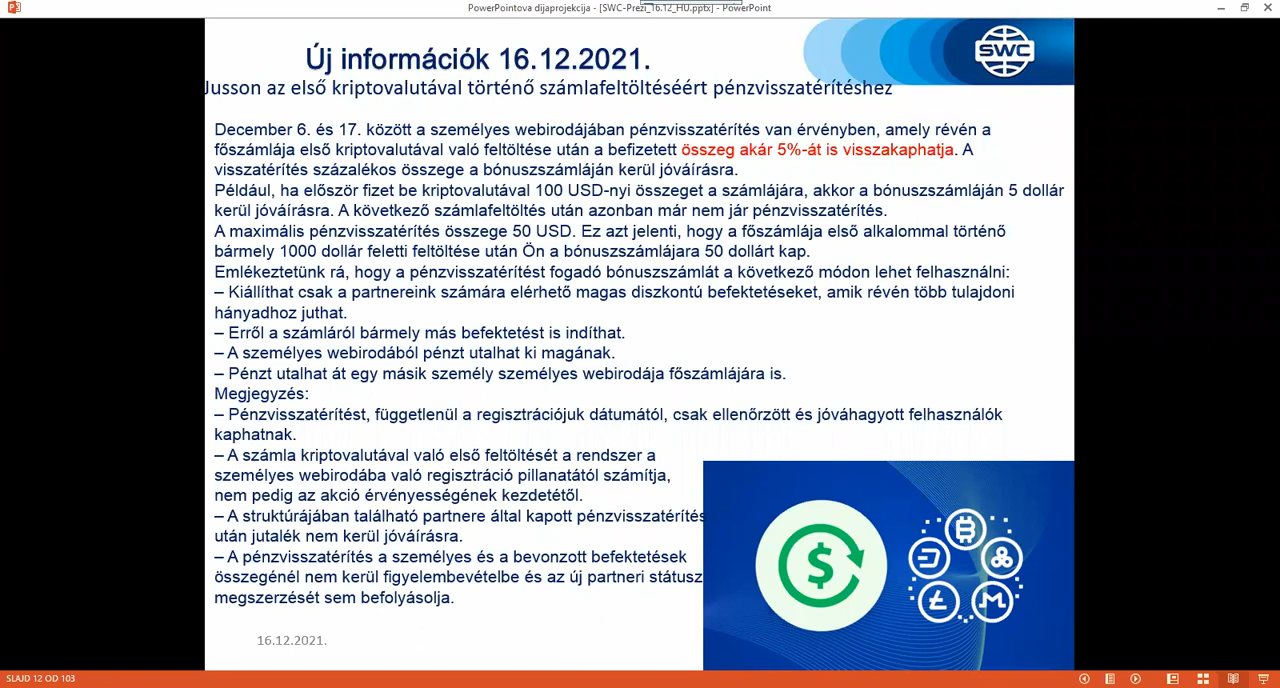 PowerPointova dijaprojekcija - [SWC-Prezi_16.12_HU.pptx] - PowerPoint
SWC
Új információk 16.12.2021.
Jusson az első kriptovalutával történő számlafeltöltéséért pénzvisszatérítéshez
December 6. és 17. között a személyes webirodájában pénzvisszatérítés van érvényben, amely révén a
főszámlája első kriptovalutával való feltöltése után a befizetett összeg akár 5%-át is visszakaphatja. A
visszatérítés százalékos összege a bónuszszámláján kerül jóváírásra.
Például, ha először fizet be kriptovalutával 100 USD-nyi összeget a számlájára, akkor a bónuszszámláján 5 dollár
kerül jóváírásra. A következő számlafeltöltés után azonban már nem jár pénzvisszatérítés.
A maximális pénzvisszatérítés összege 50 USD. Ez azt jelenti, hogy a főszámlája első alkalommal történő
bármely 1000 dollár feletti feltöltése után Ön a bónuszszámlájara 50 dollárt kap.
Emlékeztetünk rá, hogy a pénzvisszatérítést fogadó bónuszszámlát a következő módon lehet felhasználni:
– Kiállíthat csak a partnereink számára elérhető magas diszkontú befektetéseket, amik révén több tulajdoni
hányadhoz juthat.
– Erről a számláról bármely más befektetést is indíthat.
– A személyes webirodából pénzt utalhat ki magának.
– Pénzt utalhat át egy másik személy személyes webirodája főszámlájára is.
Megjegyzés:
– Pénzvisszatérítést, függetlenül a regisztrációjuk dátumától, csak ellenőrzött és jóváhagyott felhasználók
kaphatnak.
– A számla kriptovalutával való első feltöltését a rendszer a
személyes webirodába való regisztráció pillanatától számítja,
nem pedig az akció érvényességének kezdetétől.
– A struktúrájában található partnere által kapott pénzvisszatérítés
után jutalék nem kerül jóváírásra.
– A pénzvisszatérítés a személyes és a bevonzott befektetések
összegénél nem kerül figyelembevételbe és az új partneri státusz
megszerzését sem befolyásolja.
16.12.2021.
SLAJD 12 OD 103